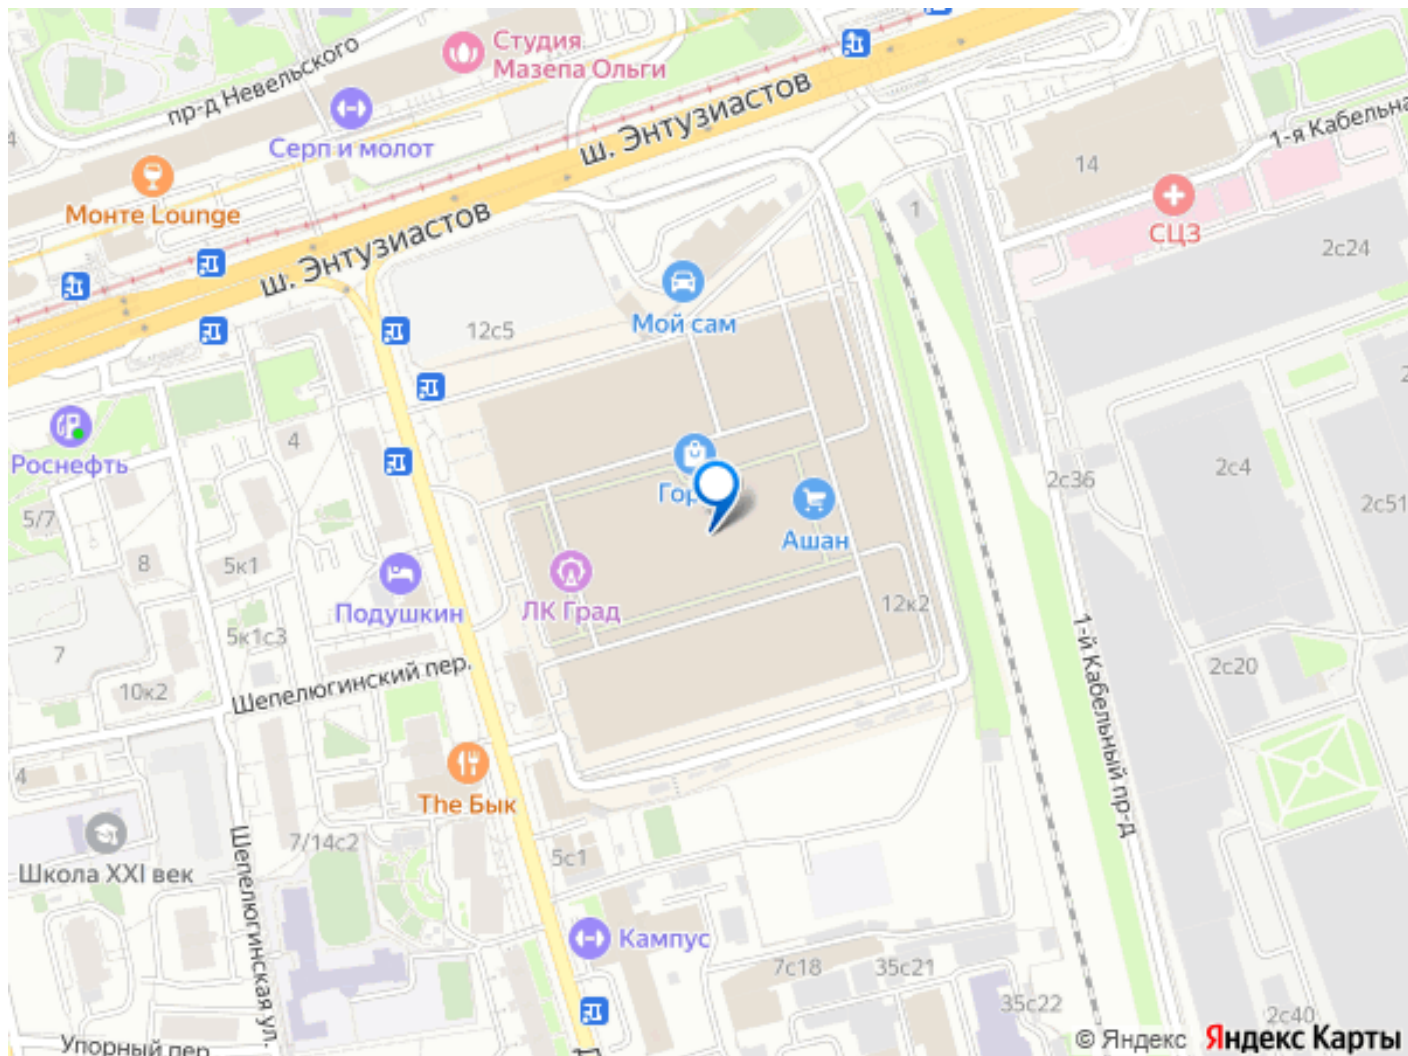 Студия
Мазепа Ольги
пр-д Невельского
Серп и молот
ш. Энтузиастов
1-я Кабельна
14
Монте Lounge
СЦЗ
1
2с24
ш. Энтузиастов
12с5
Мой сам
4
Роснефть
2с36
2с4
2с51
5/7
Гор
Ашан
8
5к1
Подушкин
ЛК Град
12к2
5к1с3
7
10к2
Шепелюгинский пер.
2с20
1-й Кабельный пр-д
4
The Бык
7/14с2
5с1
Школа XXI век
Шепелюгинская ул.
Кампус
7с18
35с21
35с22
2с40
Упорный пер.
© Яндекс Яндекс Карты